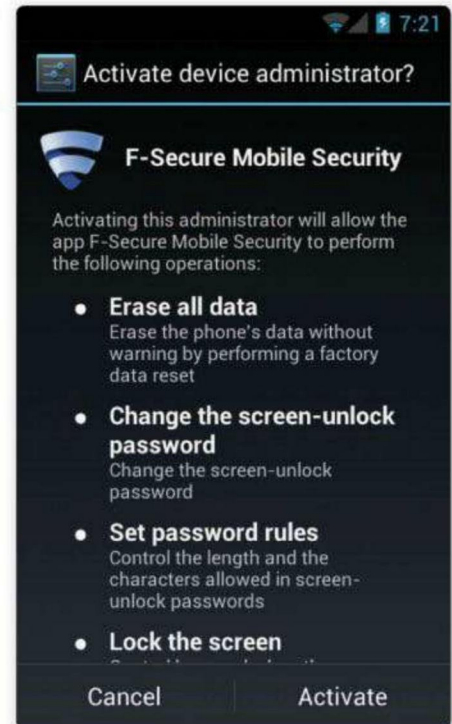 7:21
Activate device administrator?
F-Secure Mobile Security
Activating this administrator will allow the
app F-Secure Mobile Security to perform
the following operations:
• Erase all data
Erase the phone's data without
warning by performing a factory
data reset
• Change the screen-unlock
password
Change the screen-unlock
password
• Set password rules
Control the length and the
characters allowed in screen-
unlock passwords
• Lock the screen
Cancel Activate